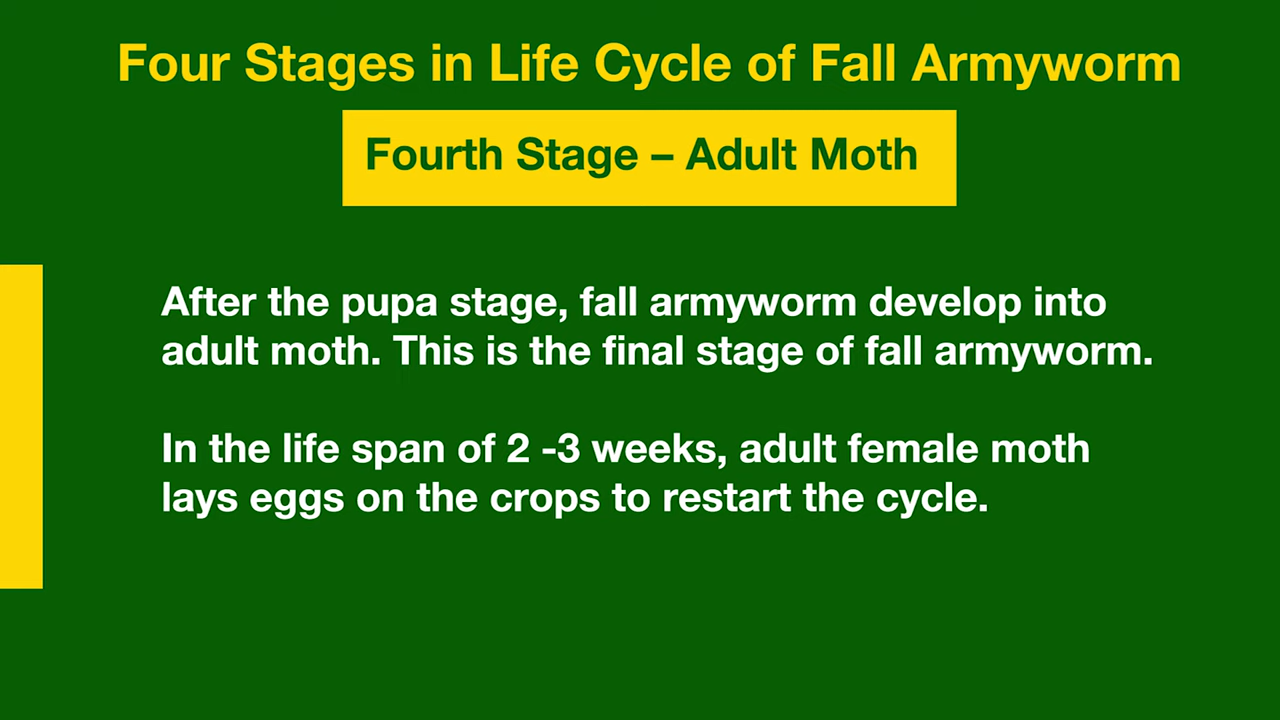 Four Stages in Life Cycle of Fall Armyworm
Fourth Stage – Adult Moth
After the pupa stage, fall armyworm develop into
adult moth. This is the final stage of fall armyworm.
In the life span of 2 -3 weeks, adult female moth
lays eggs on the crops to restart the cycle.